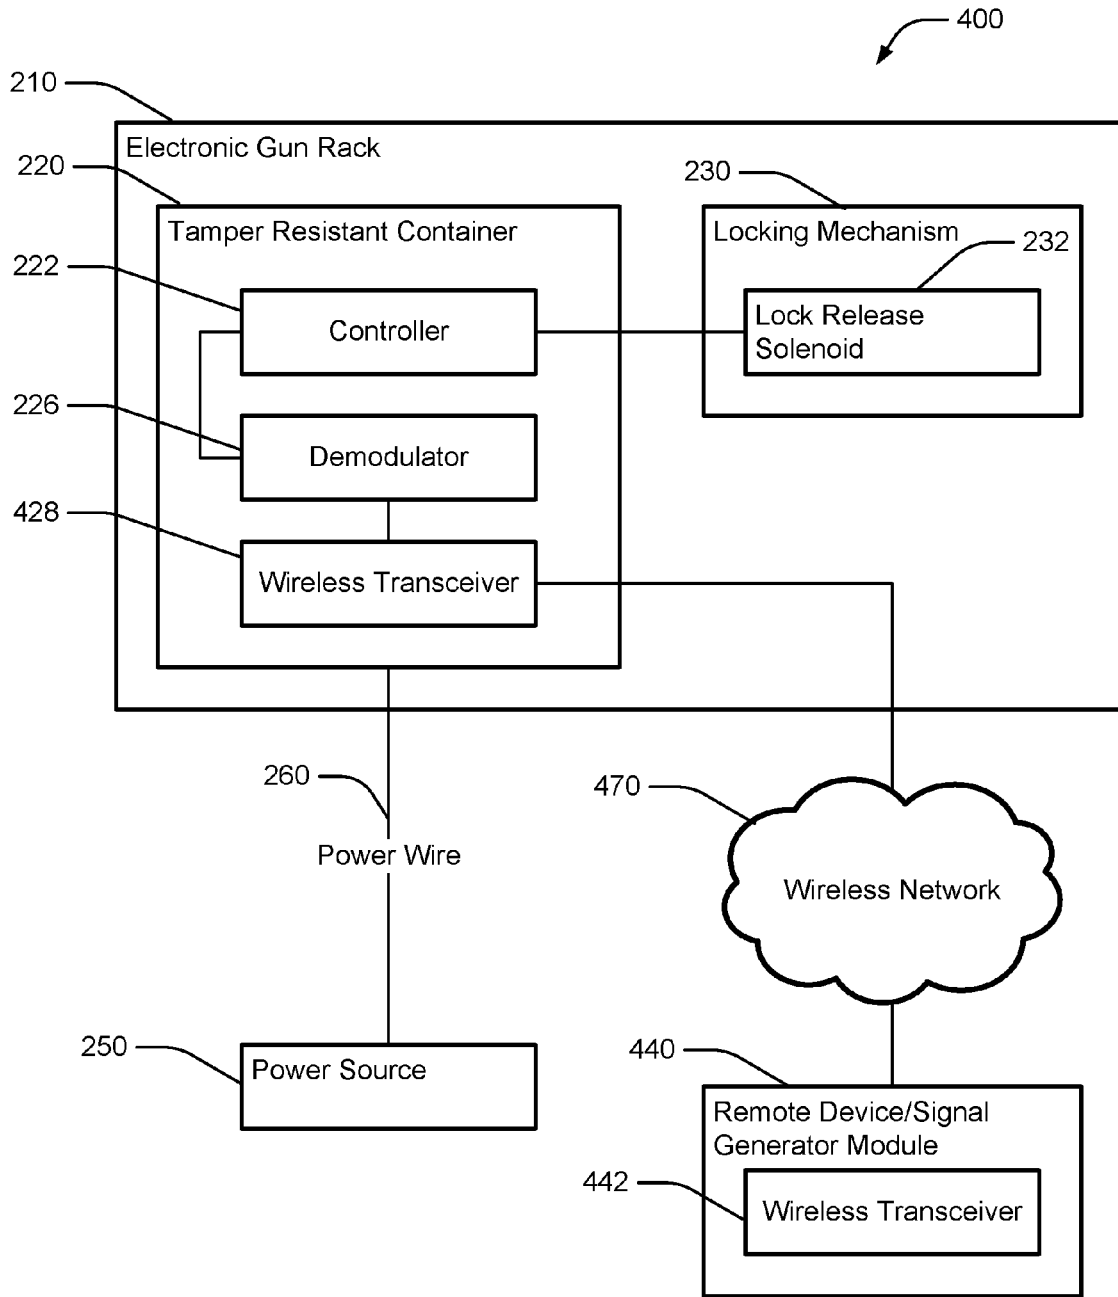 400
210
Electronic Gun Rack
220
230
Tamper Resistant Container
Locking Mechanism
232
222
Controller
Lock Release
Solenoid
226
Demodulator
428
Wireless Transceiver
260
470
Power Wire
Wireless Network
250
Power Source
440
Remote Device/Signal
Generator Module
442
Wireless Transceiver